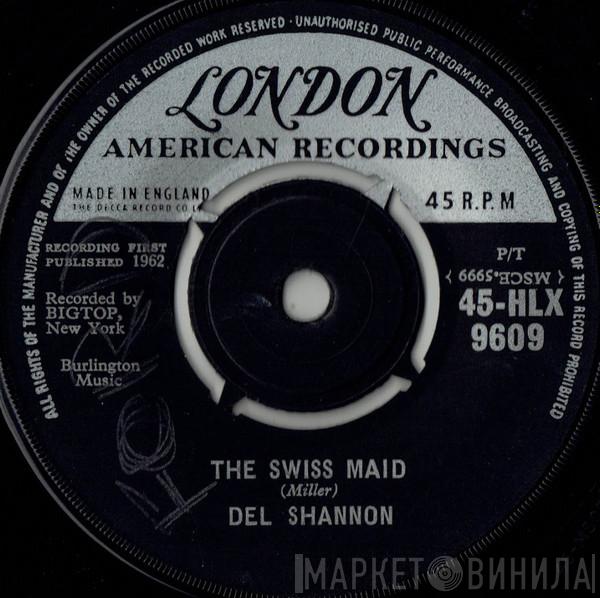 ALL RIGHTS OF THE MANUFACTURER AND OF THE OWNER OF THE RECORDED WORK RESERVED · UNAUTHORISED PUBLIC PERFORMANCE BROADCASTING AND COPYING OF THIS RECORD PROHIBITED
LONDON
AMERICAN RECORDINGS
MADE IN ENGLAND
THE DECCA RECORD CO
45 R.P.M
RECORDING FIRST
PUBLISHED 1962
Recorded by
BIGTOP,
New York
Burlington
Music
P/T
MSCE.5999
45-HLX
9609
THE SWISS MAID
(Miller)
DEL SHANNON
МАРКЕТ ВИНИЛА